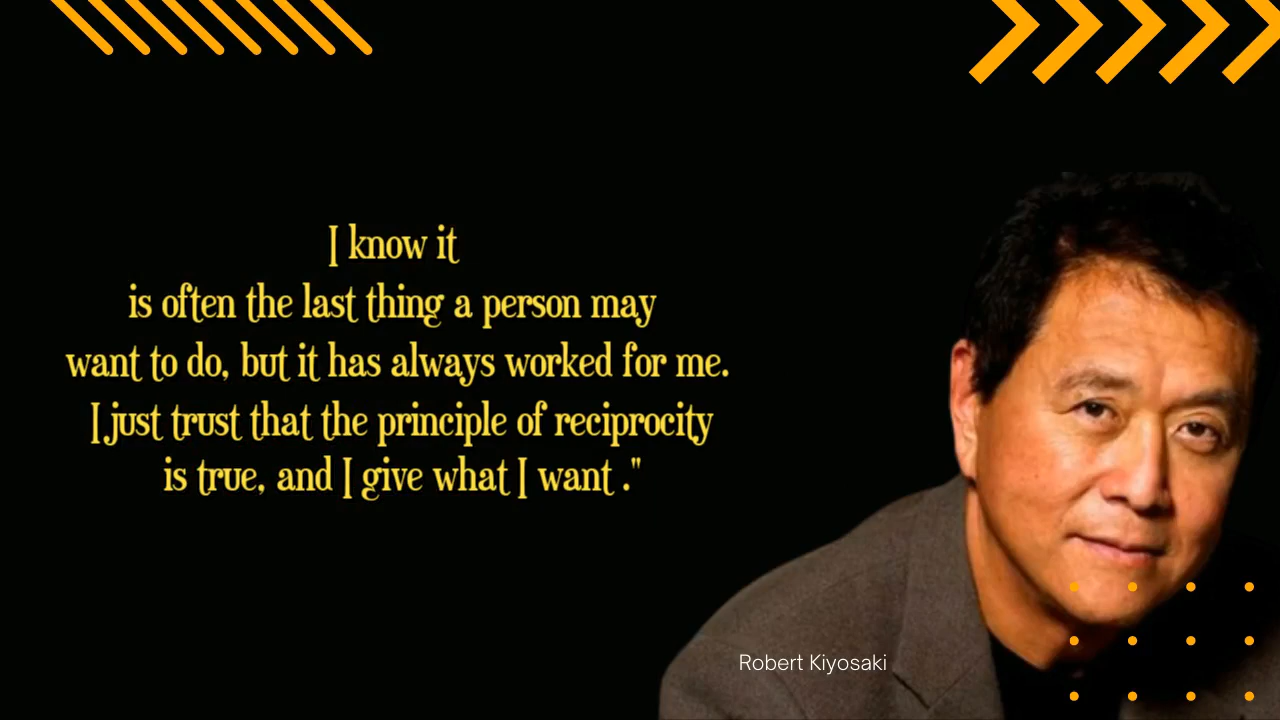 I know it
is often the last thing a person may
want to do, but it has always worked for me.
I just trust that the principle of reciprocity
is true, and I give what I want ."
Robert Kiyosaki